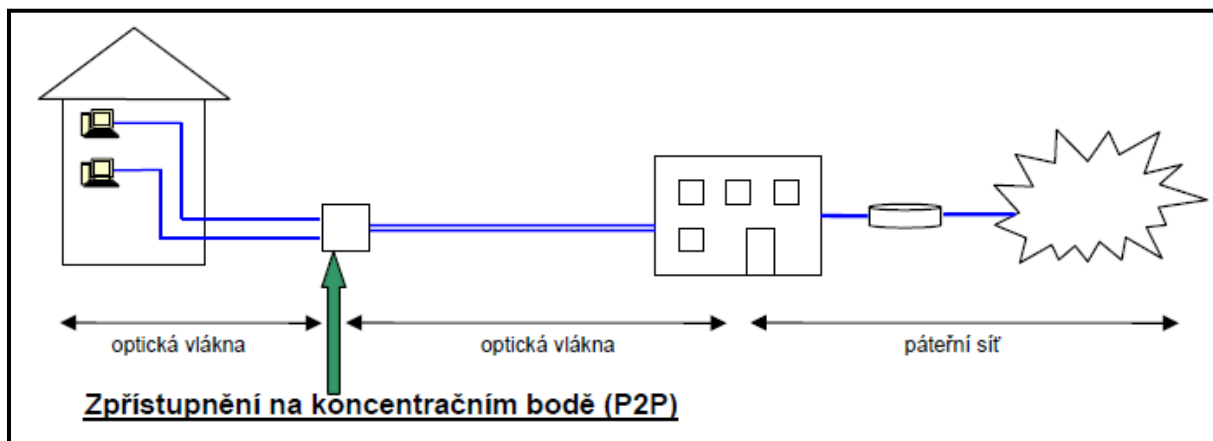 optická vlákna
optická vlákna
páteřní síť
Zpřístupnění na koncentračním bodě (P2P)